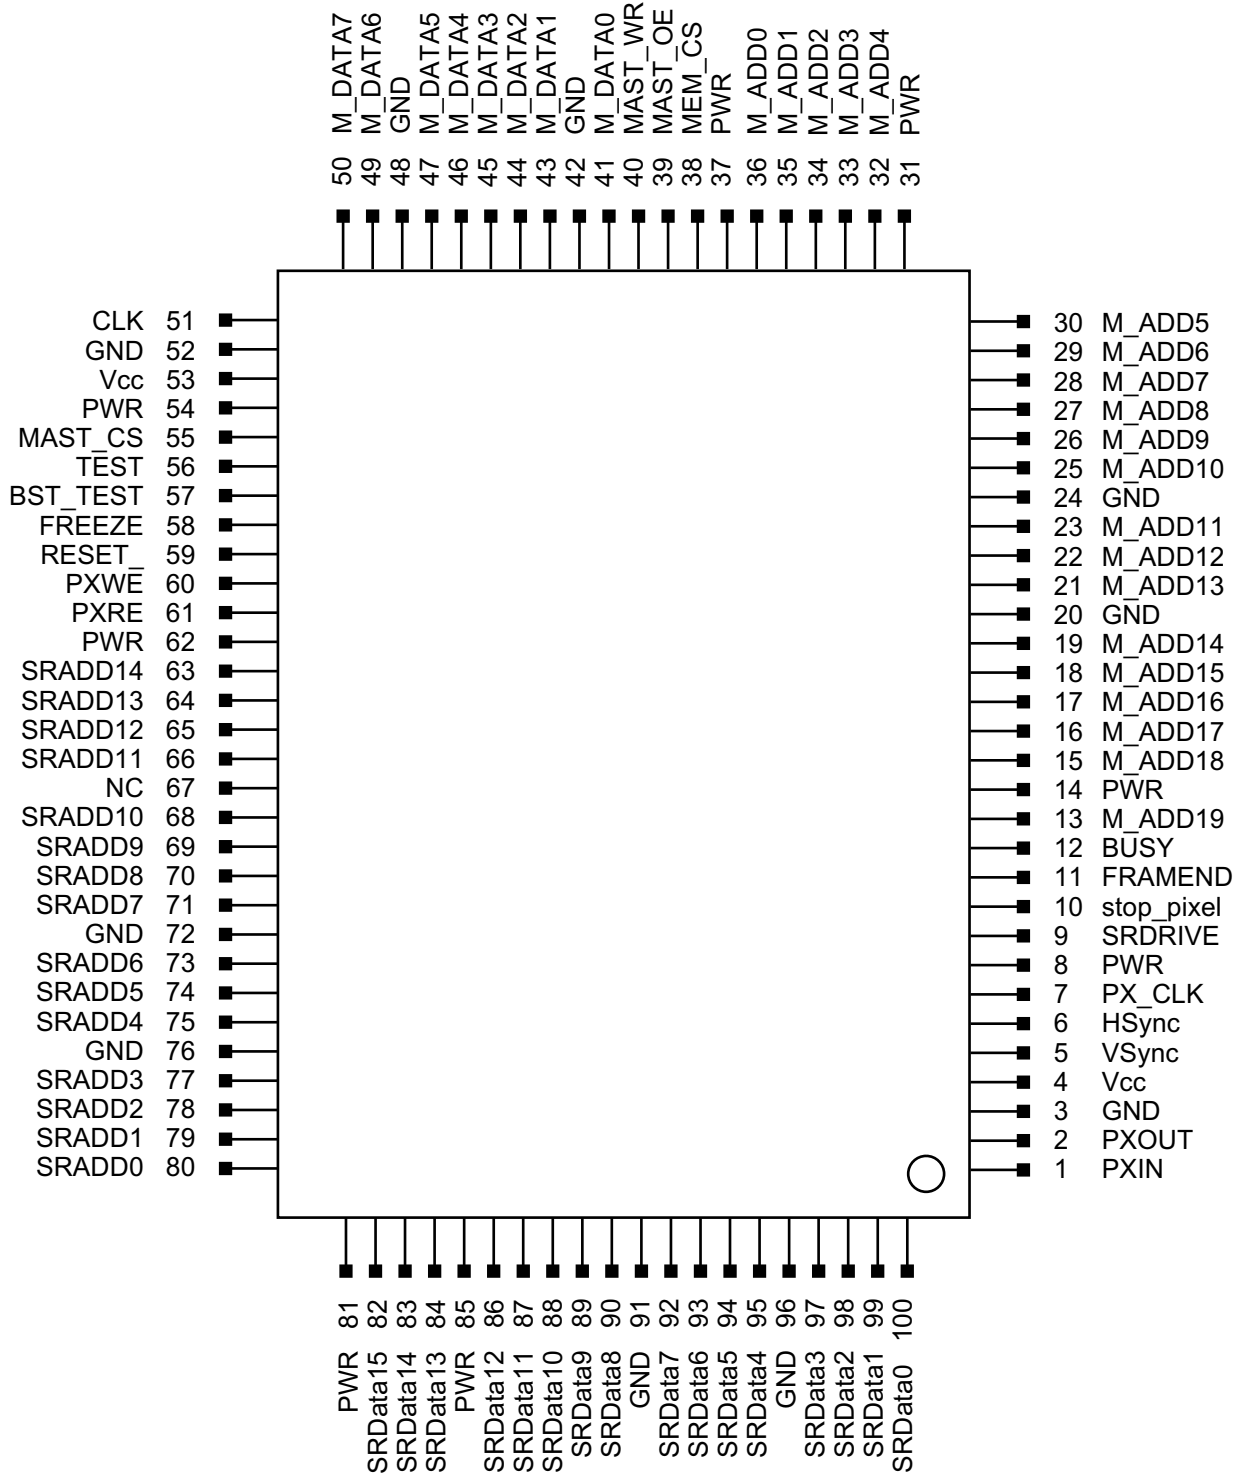 50 M_DATA7
49 M_DATA6
48 GND
47 M_DATA5
46 M_DATA4
45 M_DATA3
44 M_DATA2
43 M_DATA1
42 GND
41 M_DATA0
40 MAST_WR
39 MAST_OE
38 MEM_CS
37 PWR
36 M_ADD0
35 M_ADD1
34 M_ADD2
33 M_ADD3
32 M_ADD4
31 PWR
CLK 51
GND 52
Vcc 53
PWR 54
MAST_CS 55
TEST 56
BST_TEST 57
FREEZE 58
RESET_ 59
PXWE 60
PXRE 61
PWR 62
SRADD14 63
SRADD13 64
SRADD12 65
SRADD11 66
NC 67
SRADD10 68
SRADD9 69
SRADD8 70
SRADD7 71
GND 72
SRADD6 73
SRADD5 74
SRADD4 75
GND 76
SRADD3 77
SRADD2 78
SRADD1 79
SRADD0 80
30 M_ADD5
29 M_ADD6
28 M_ADD7
27 M_ADD8
26 M_ADD9
25 M_ADD10
24 GND
23 M_ADD11
22 M_ADD12
21 M_ADD13
20 GND
19 M_ADD14
18 M_ADD15
17 M_ADD16
16 M_ADD17
15 M_ADD18
14 PWR
13 M_ADD19
12 BUSY
11 FRAMEND
10 stop_pixel
9 SRDRIVE
8 PWR
7 PX_CLK
6 HSync
5 VSync
4 Vcc
3 GND
2 PXOUT
1 PXIN
PWR 81
SRData15 82
SRData14 83
SRData13 84
PWR 85
SRData12 86
SRData11 87
SRData10 88
SRData9 89
SRData8 90
GND 91
SRData7 92
SRData6 93
SRData5 94
SRData4 95
GND 96
SRData3 97
SRData2 98
SRData1 99
SRData0 100